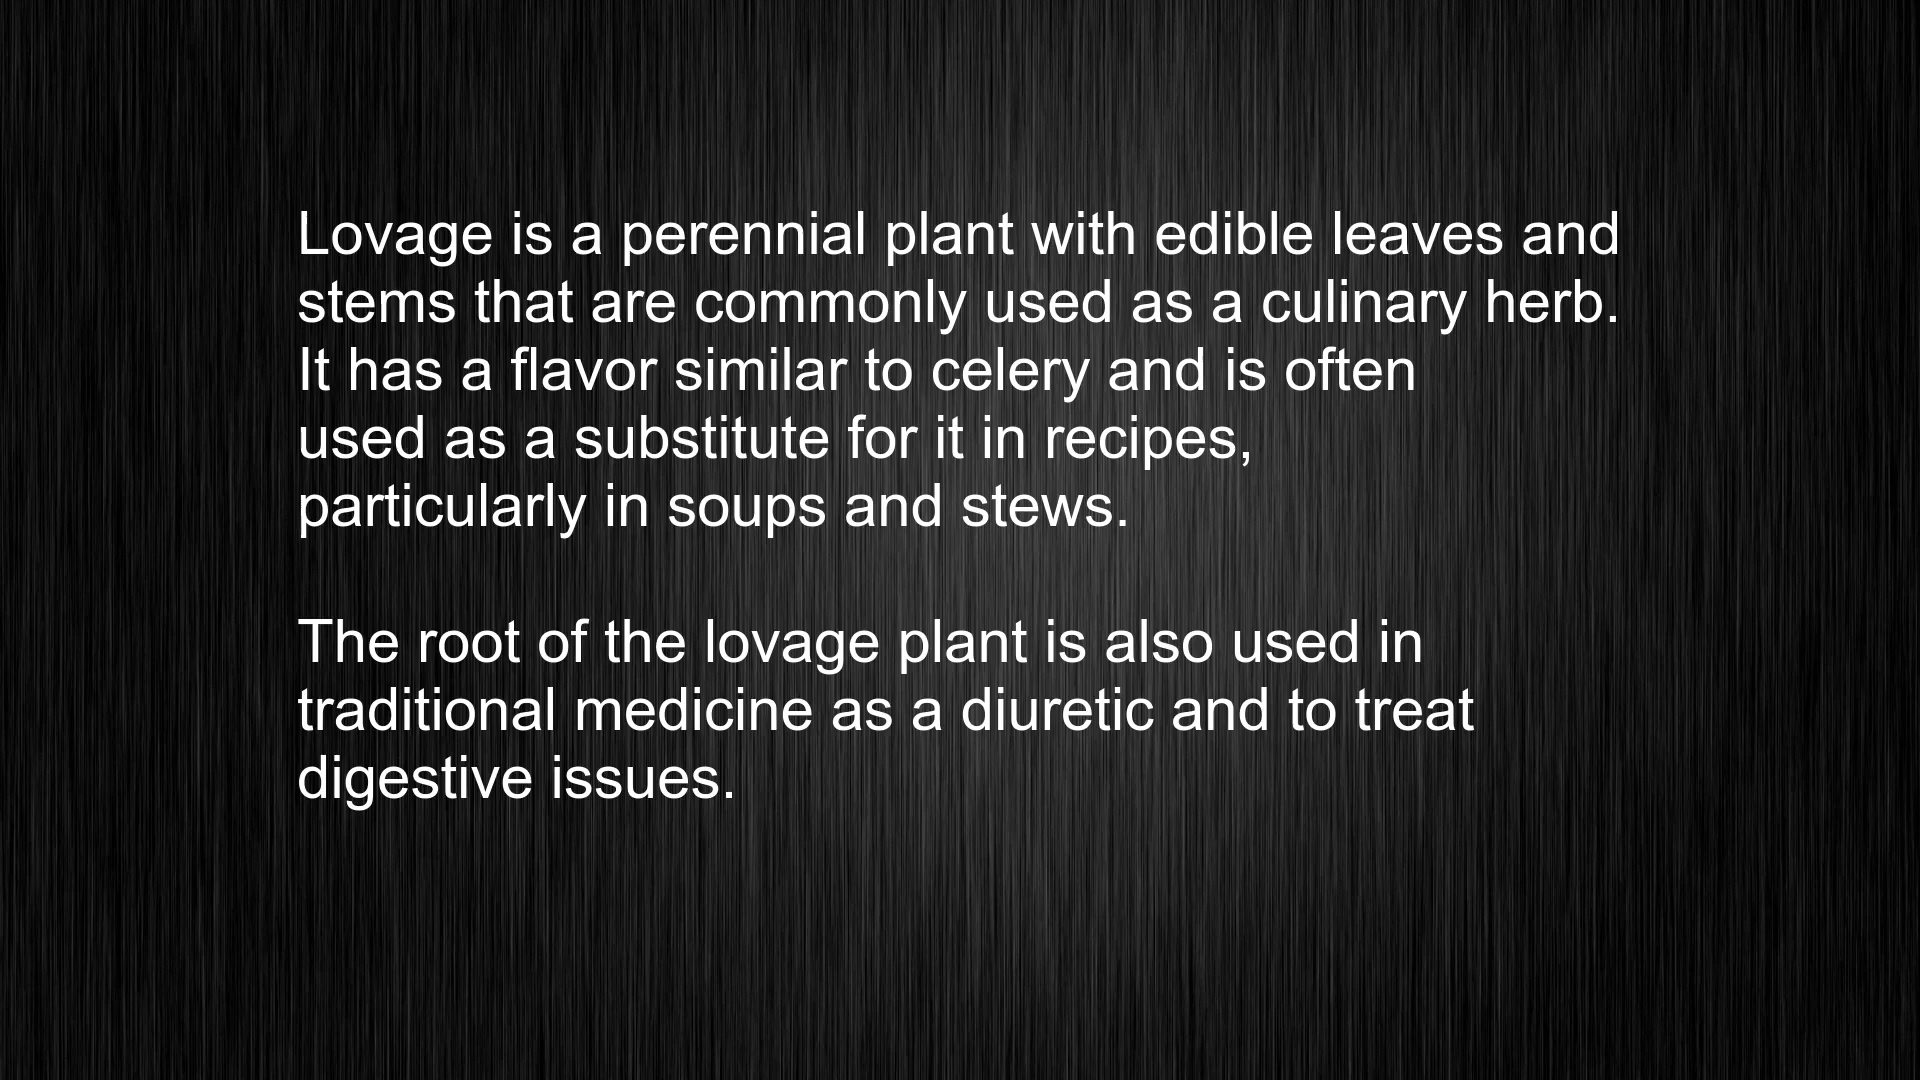 Lovage is a perennial plant with edible leaves and
stems that are commonly used as a culinary herb.
It has a flavor similar to celery and is often
used as a substitute for it in recipes,
particularly in soups and stews.
The root of the lovage plant is also used in
traditional medicine as a diuretic and to treat
digestive issues.